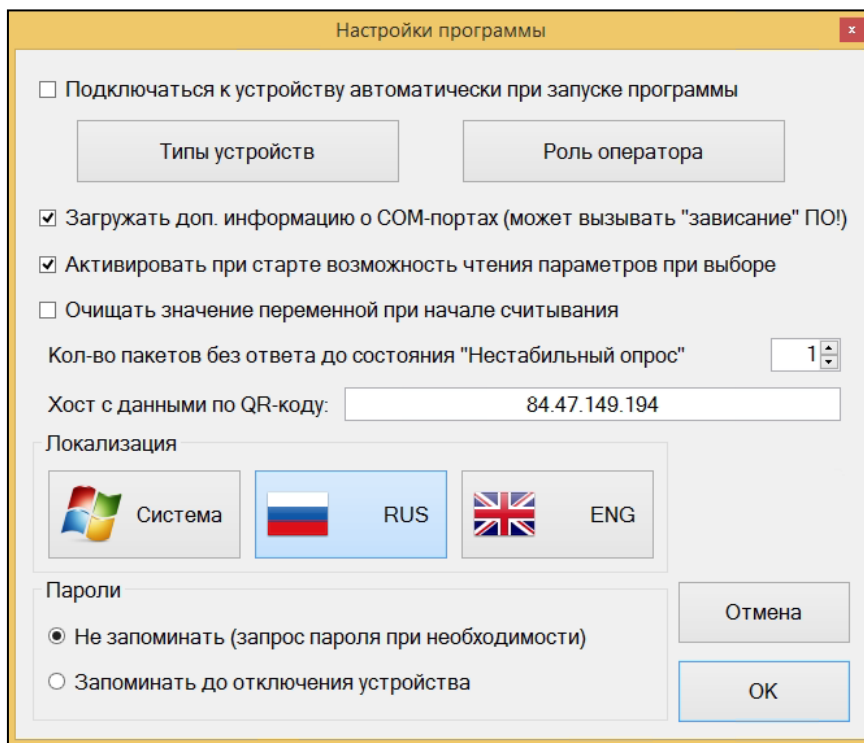 Настройки программы
x
Подключаться к устройству автоматически при запуске программы
Типы устройств
Роль оператора
Загружать доп. информацию о COM-портах (может вызывать "зависание" ПО!)
Активировать при старте возможность чтения параметров при выборе
Очищать значение переменной при начале считывания
Кол-во пакетов без ответа до состояния "Нестабильный опрос"
1
Хост с данными по QR-коду:
84.47.149.194
Локализация
Система
RUS
ENG
Пароли
Не запоминать (запрос пароля при необходимости)
Запоминать до отключения устройства
Отмена
OK